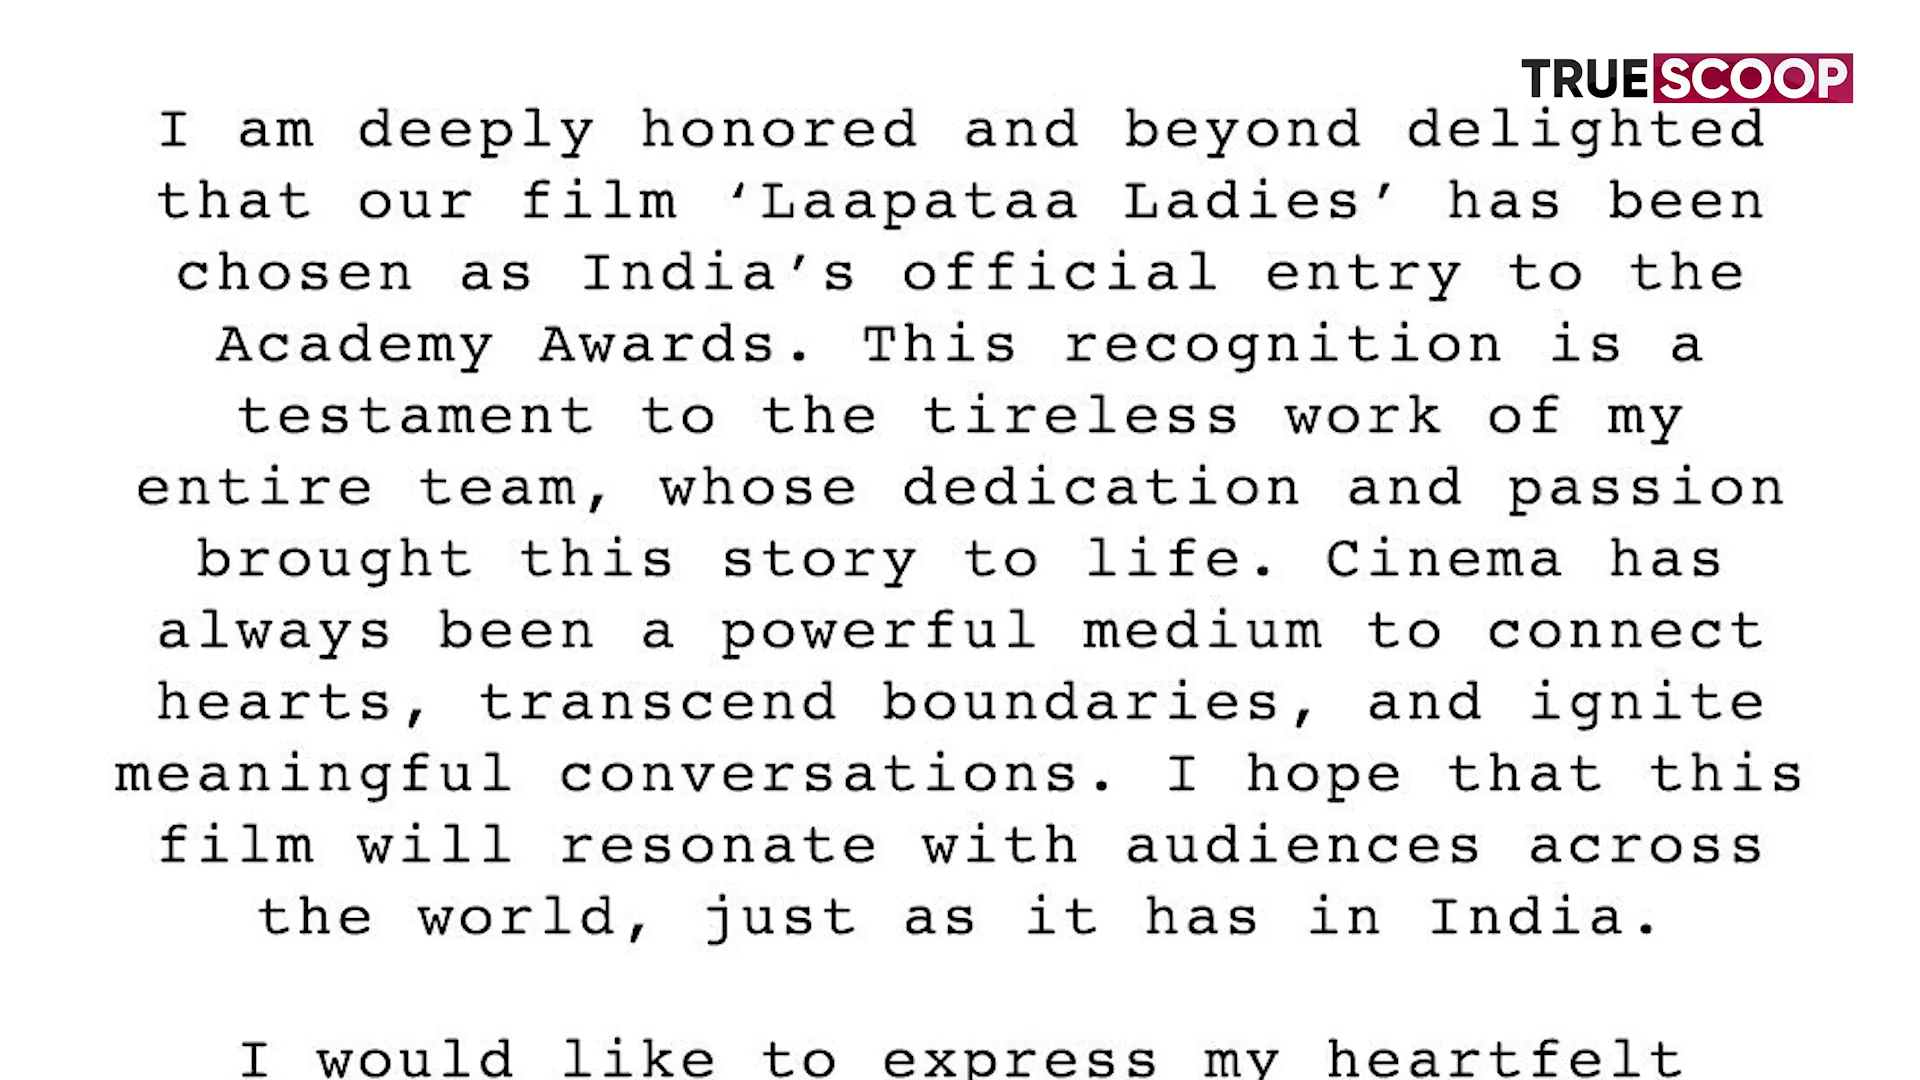 TRUESCOOP
I am deeply honored and beyond delighted
that our film ‘Laapataa Ladies’ has been
chosen as India’s official entry to the
Academy Awards. This recognition is a
testament to the tireless work of my
entire team, whose dedication and passion
brought this story to life. Cinema has
always been a powerful medium to connect
hearts, transcend boundaries, and ignite
meaningful conversations. I hope that this
film will resonate with audiences across
the world, just as it has in India.
I would like to express my heartfelt